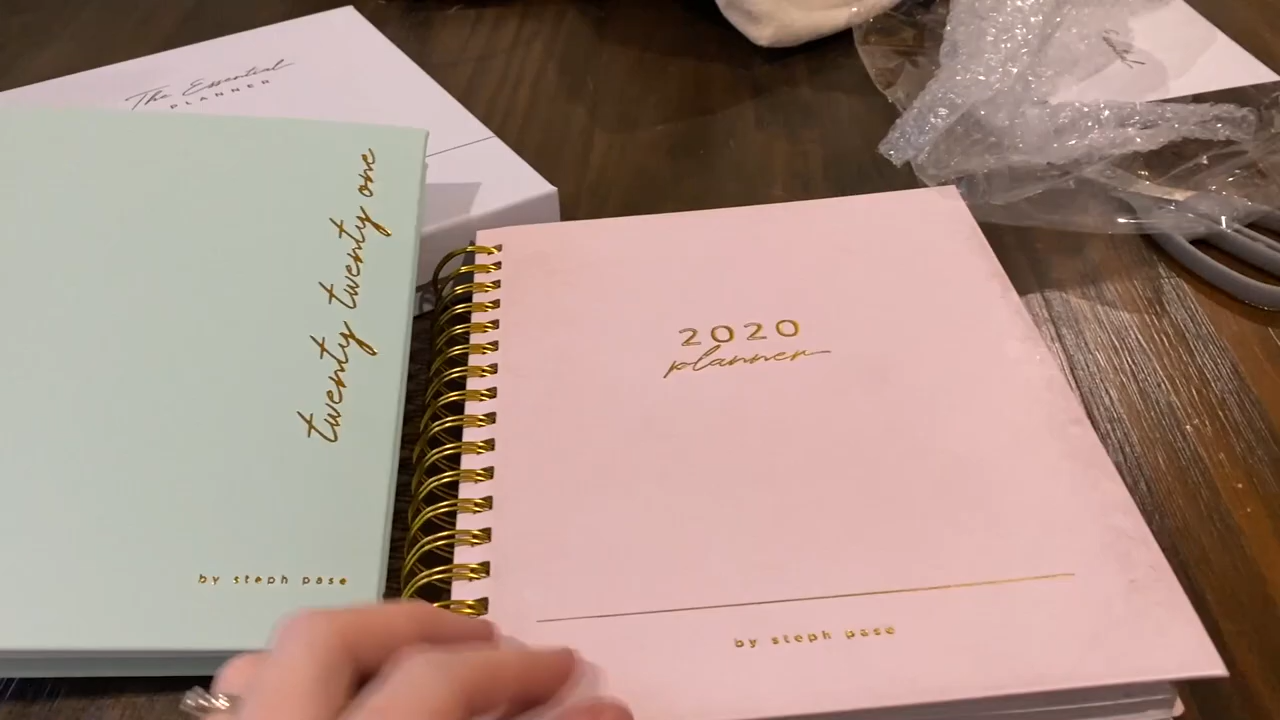 The Essential
PLANNER
twenty twenty one
by steph pase
2020
planner
by steph pase